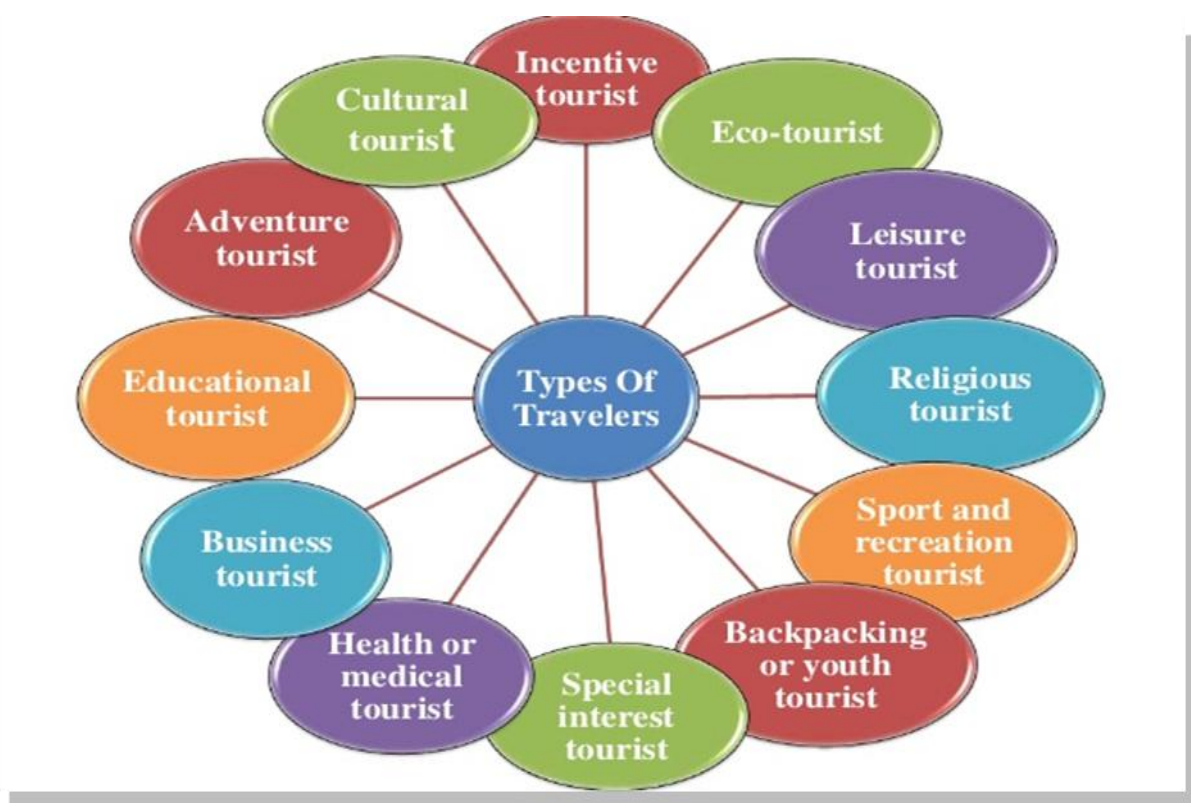 Incentive
tourist
Eco-tourist
Leisure
tourist
Religious
tourist
Sport and
recreation
tourist
Backpacking
or youth
tourist
Special
interest
tourist
Health or
medical
tourist
Business
tourist
Educational
tourist
Adventure
tourist
Cultural
tourist
Types Of
Travelers